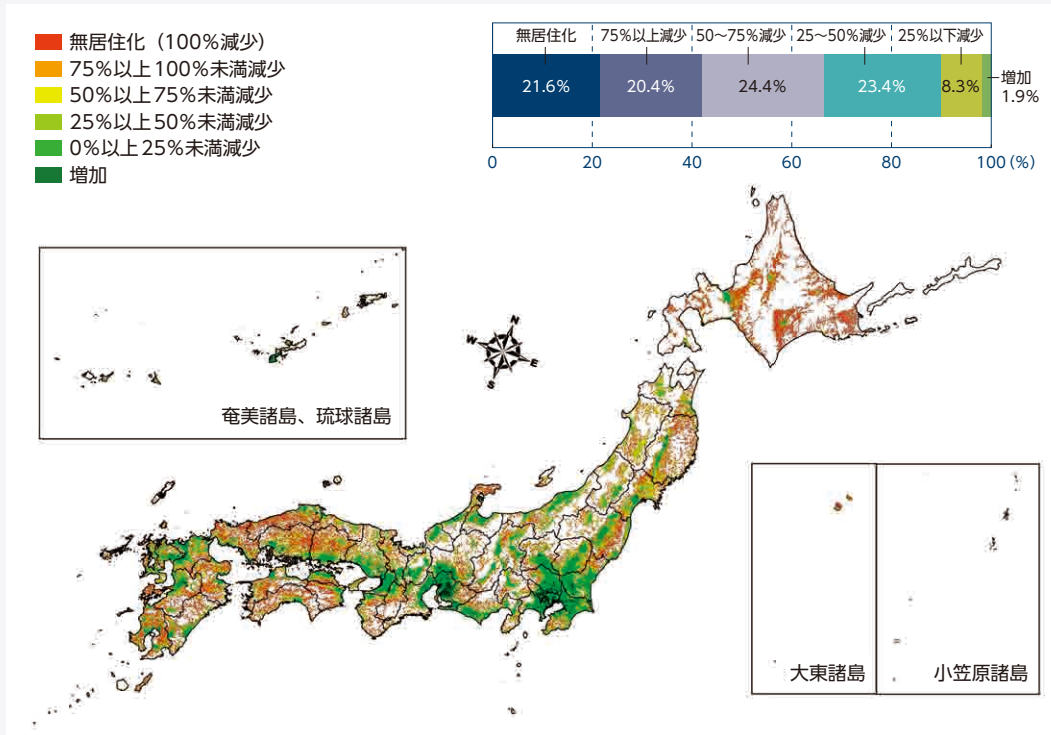 無居住化（100％減少）
75％以上100％未満減少
50％以上75％未満減少
25％以上50％未満減少
0％以上25％未満減少
増加
無居住化 75％以上減少 50〜75％減少 25〜50％減少 25％以下減少
21.6％ 20.4％ 24.4％ 23.4％ 8.3％
増加
1.9％
0 20 40 60 80 100(％)
奄美諸島、琉球諸島
N
W
E
S
大東諸島
小笠原諸島